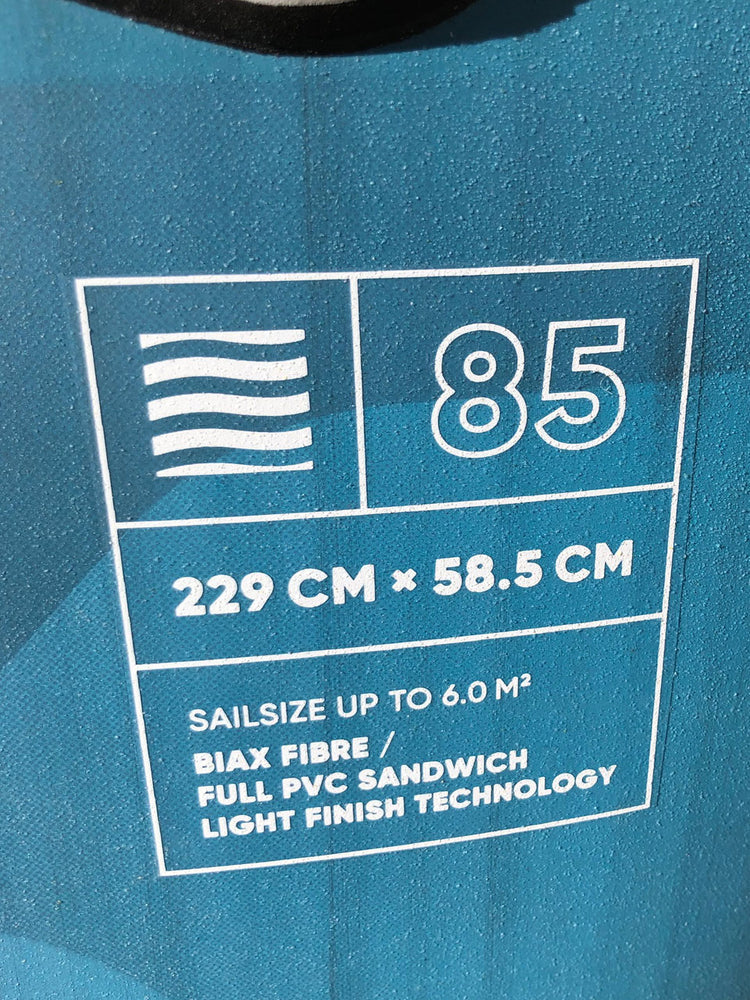 85
229 CM × 58.5 CM
SAILSIZE UP TO 6.0 M²
BIAX FIBRE /
FULL PVC SANDWICH
LIGHT FINISH TECHNOLOGY